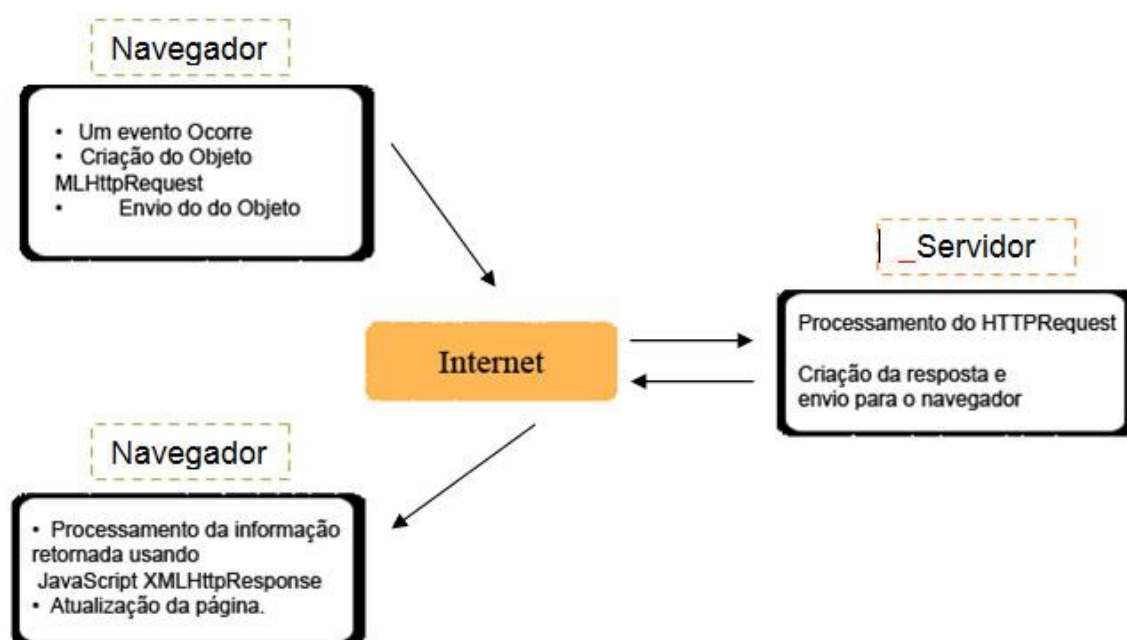 Navegador
• Um evento Ocorre
• Criação do Objeto
MLHttpRequest
• Envio do do Objeto
_Servidor
Processamento do HTTPRequest
Criação da resposta e
envio para o navegador
Internet
Navegador
• Processamento da informação
retornada usando
JavaScript XMLHttpResponse
• Atualização da página.